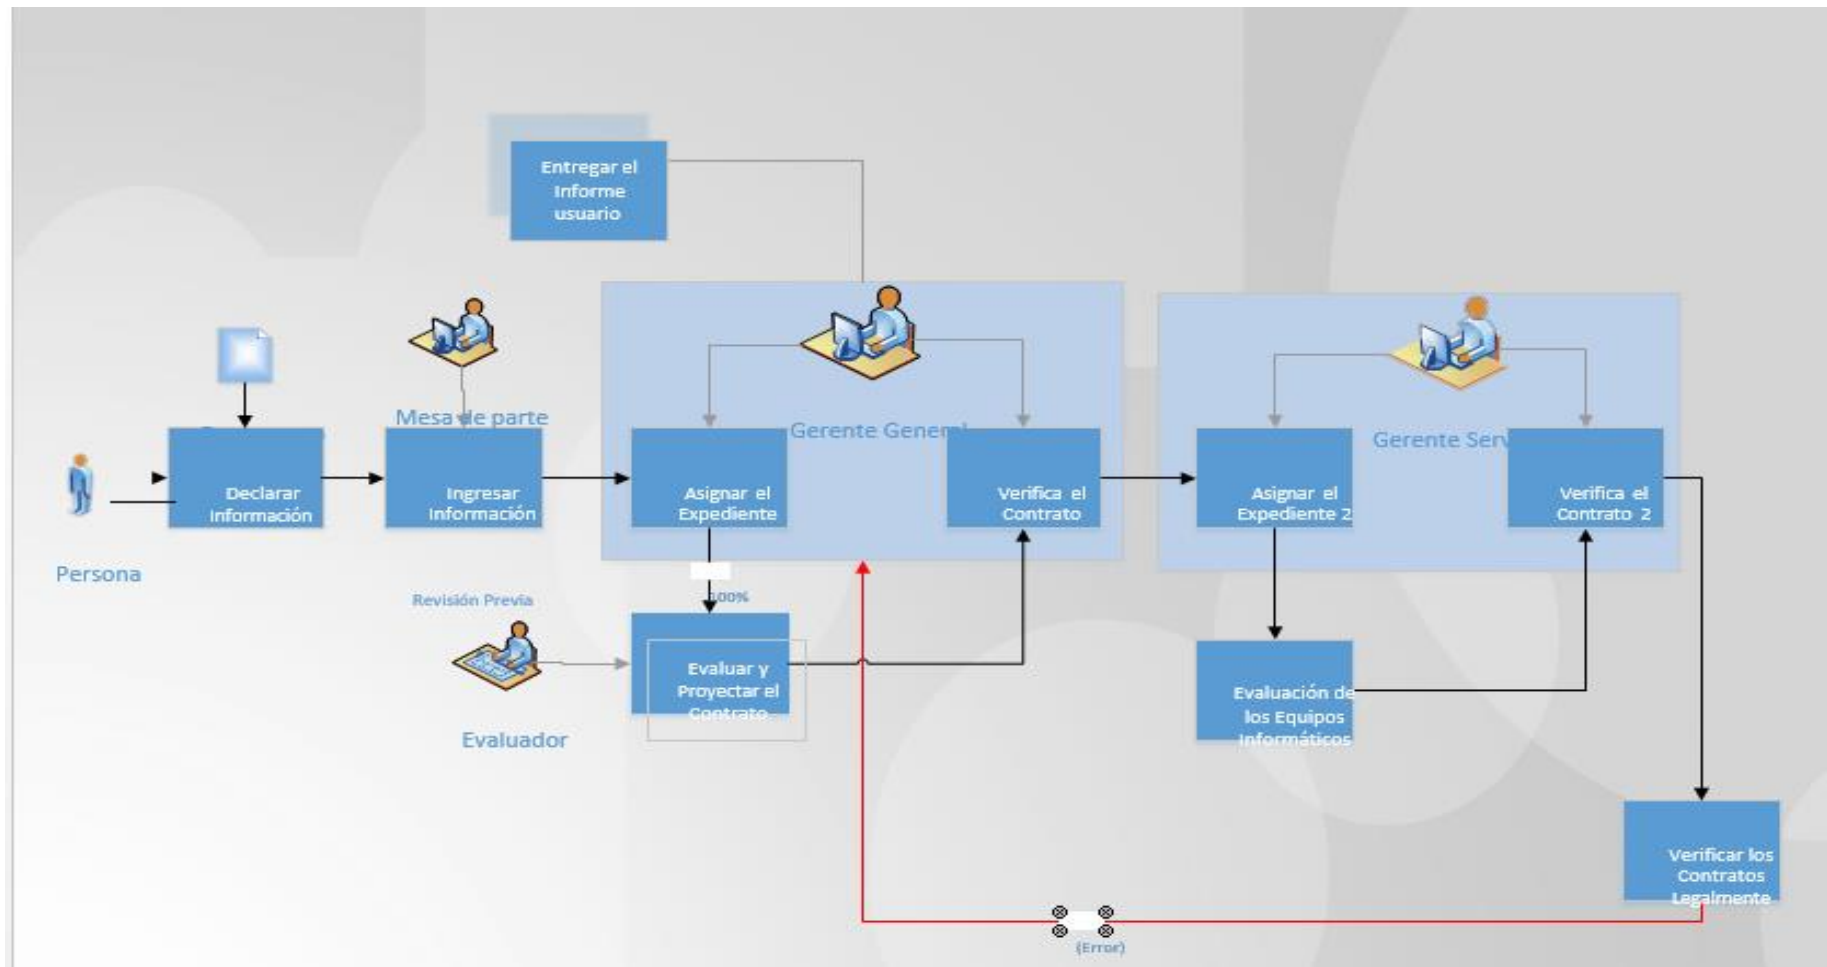 Entregar el
Informe
usuario
Mesa de parte
Gerente General
Gerente Serv
Declarar
Información
Ingresar
Información
Asignar el
Expediente
Verifica el
Contrato
Asignar el
Expediente 2
Verifica el
Contrato 2
Persona
Revisión Previa
100%
Evaluar y
Proyectar el
Contrato.
Evaluación de
los Equipos
Informáticos
Evaluador
Verificar los
Contratos
Legalmente
(Error)